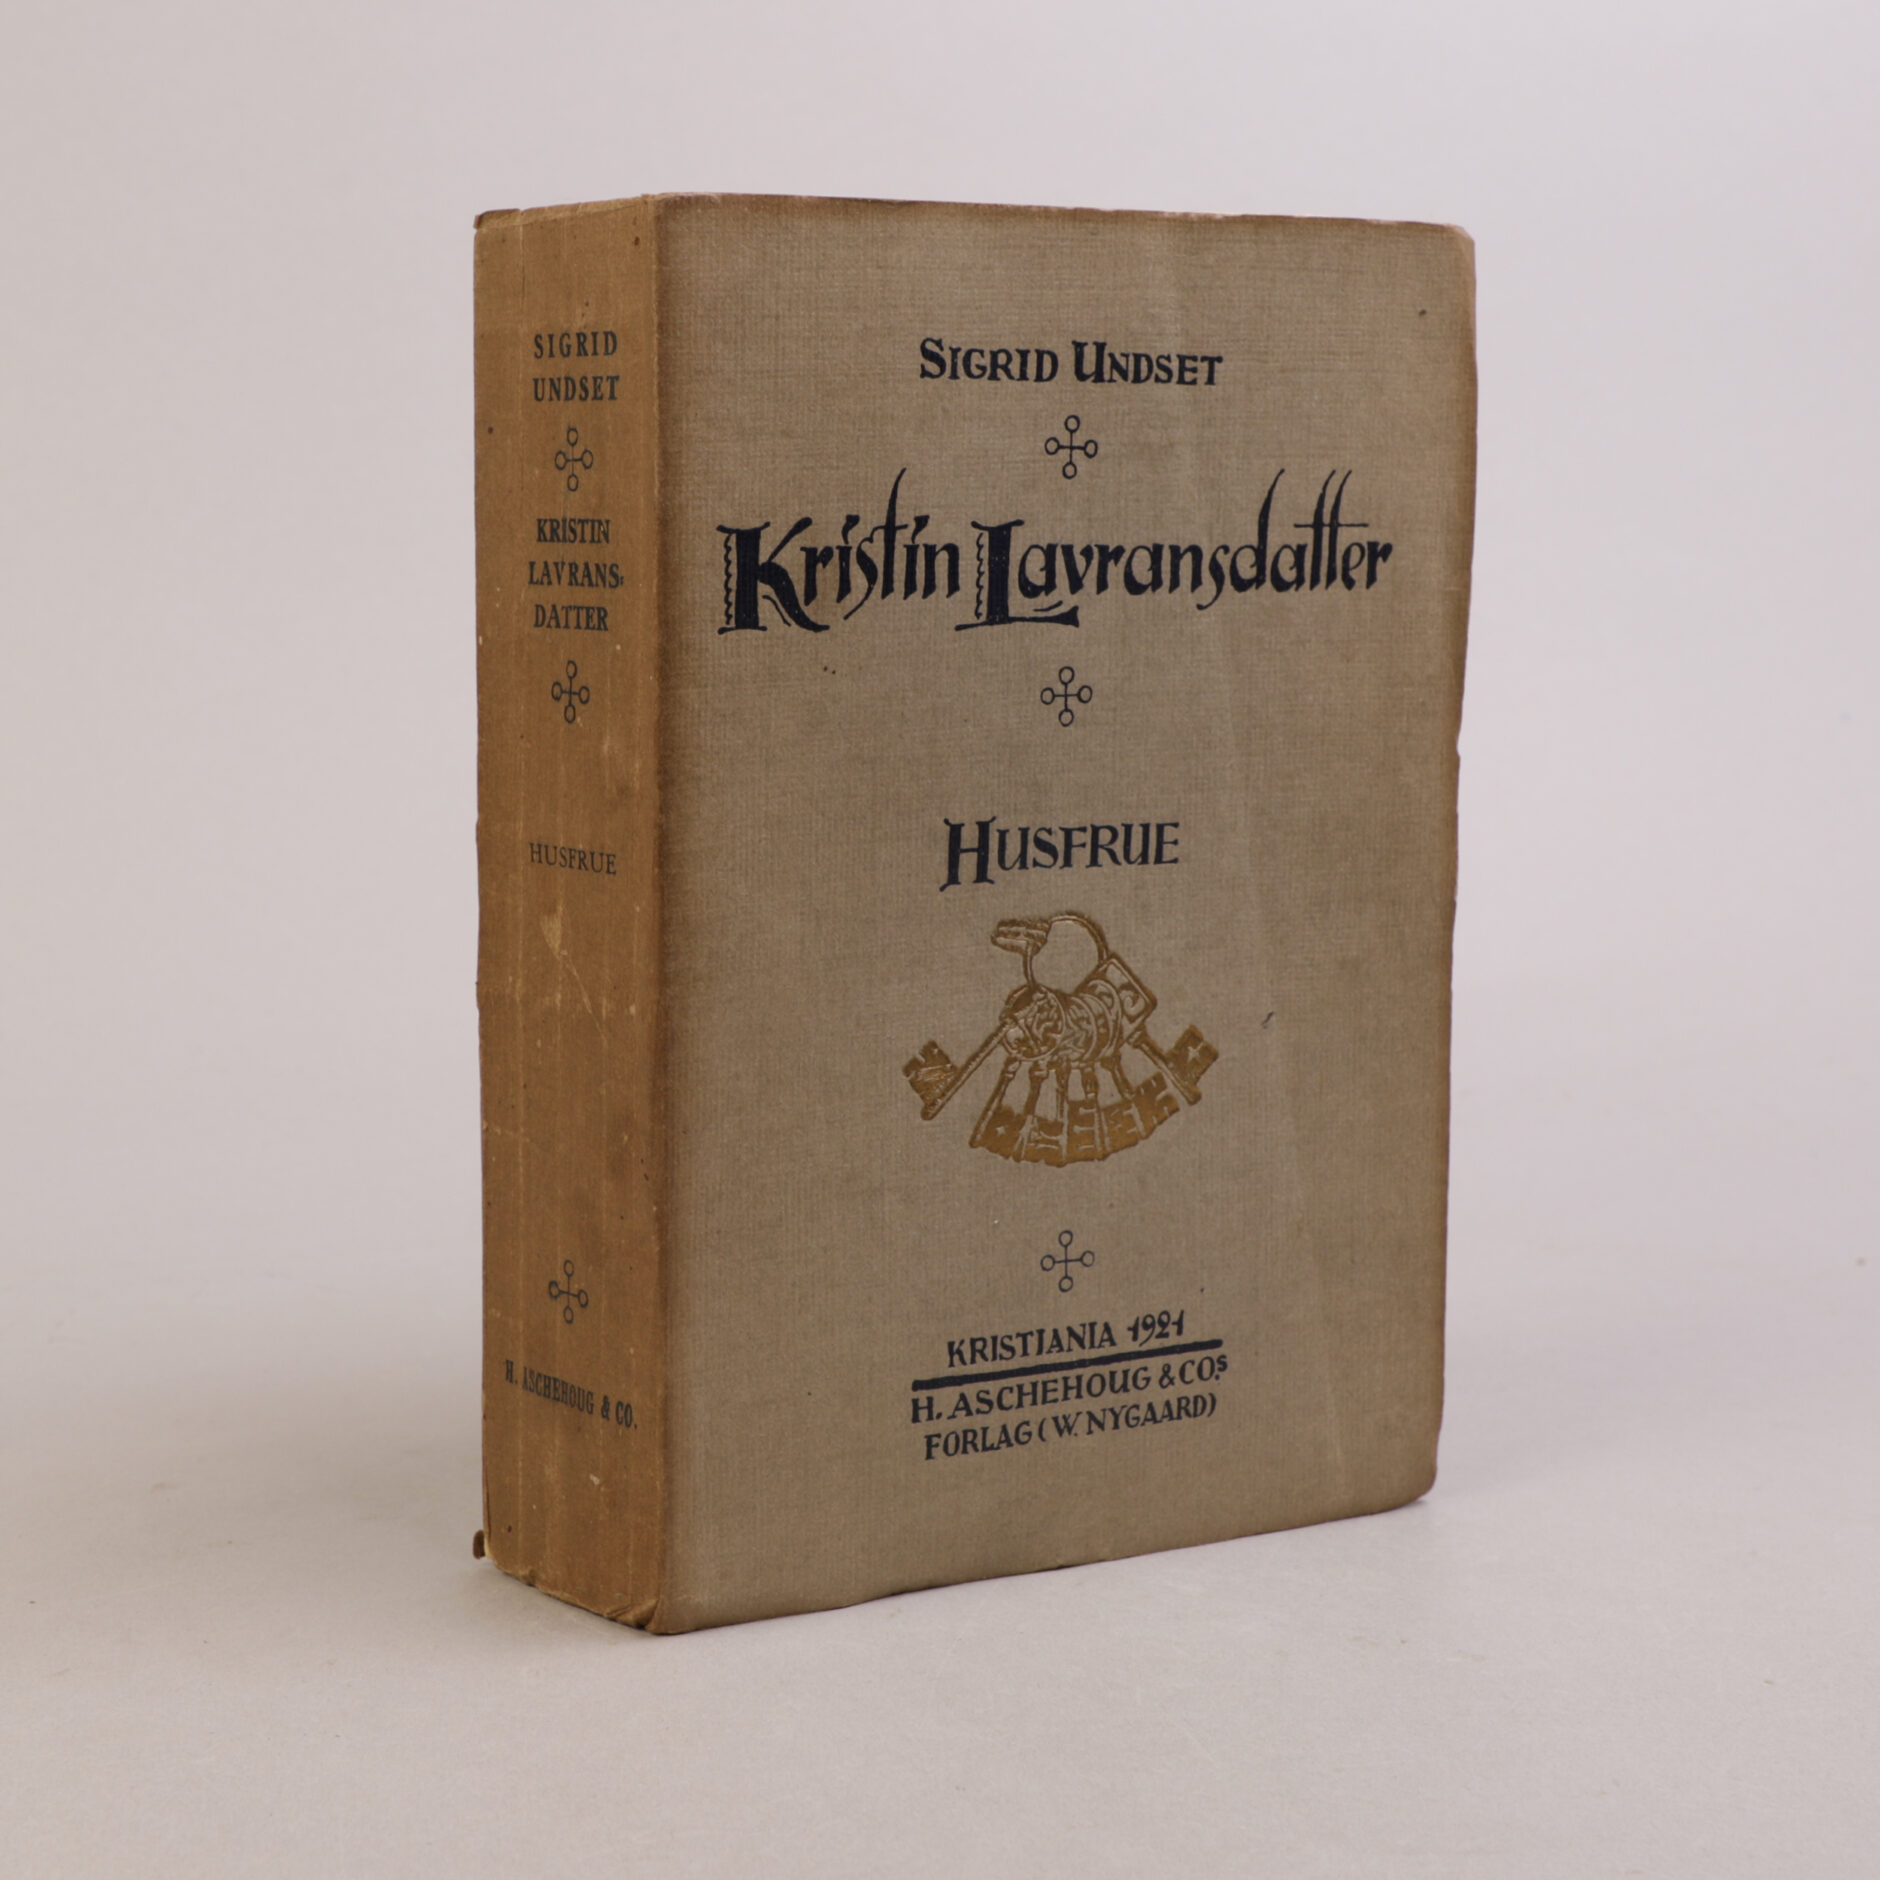 SIGRID
UNDSET
KRISTIN
LAVRANS-
DATTER
HUSFRUE
H. ASCHEHOUG & CO.
SIGRID UNDSET
Kristin Lavransdatter
HUSFRUE
KRISTIANIA 1921
H. ASCHEHOUG & CO.s
FORLAG (W. NYGAARD)